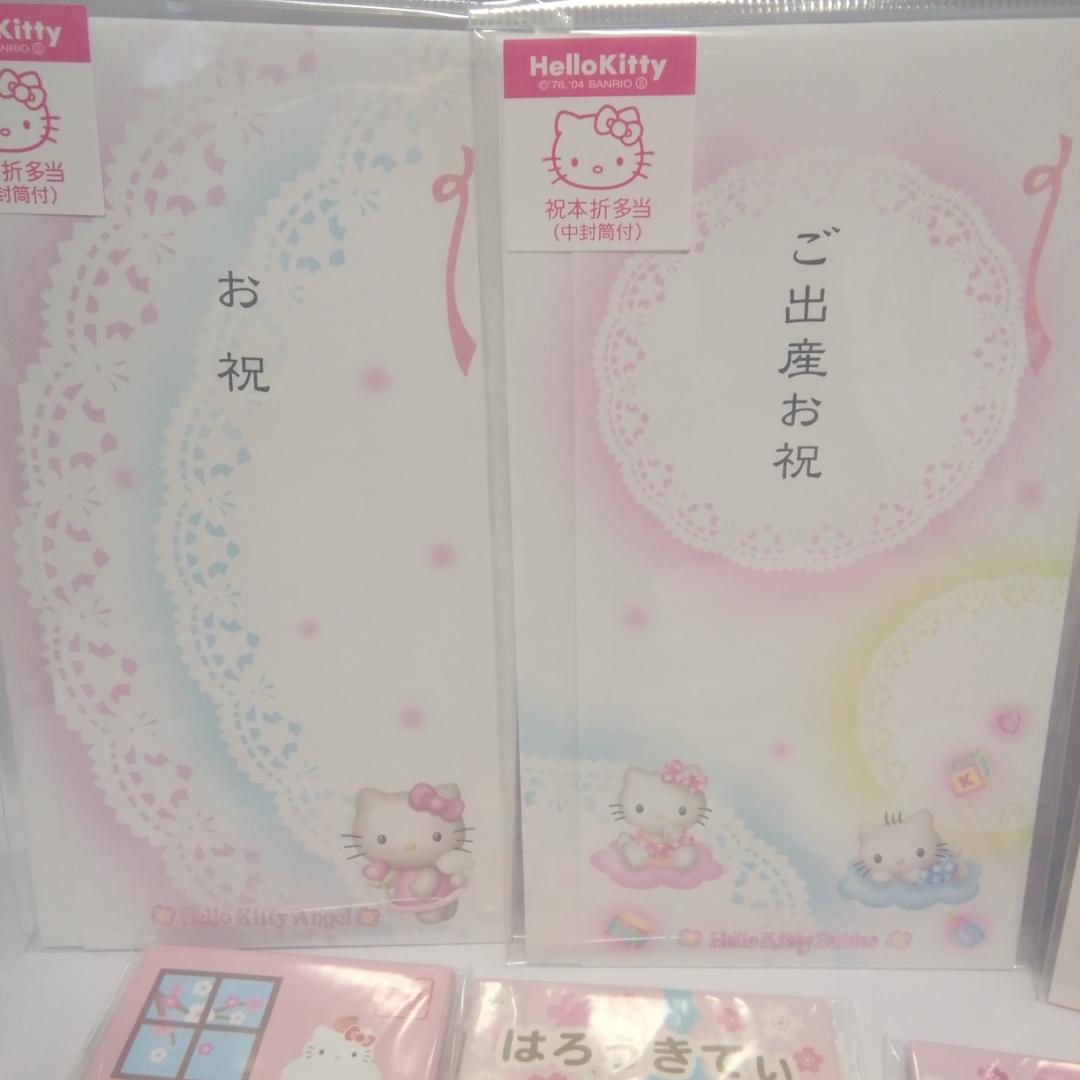 Kitty
NRIO Ⓢ
折多当
封筒付)
お祝
Hello Kitty Angel
HelloKitty
©'76,'04 SANRIO Ⓢ
祝本折多当
(中封筒付)
ご出産お祝
K
Hello Kitty Babies
はろうきてい